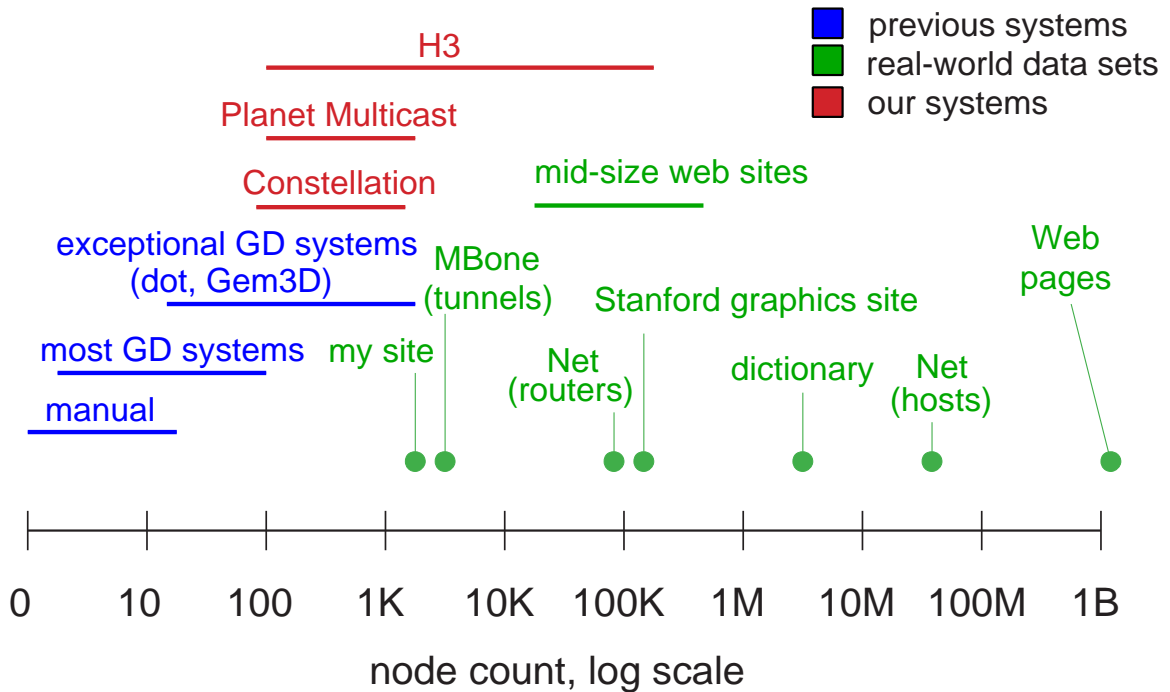 H3
previous systems
real-world data sets
our systems
Planet Multicast
Constellation
mid-size web sites
exceptional GD systems
(dot, Gem3D)
MBone
(tunnels)
Stanford graphics site
Web
pages
most GD systems
my site
Net
(routers)
dictionary
Net
(hosts)
manual
0 10 100 1K 10K 100K 1M 10M 100M 1B
node count, log scale